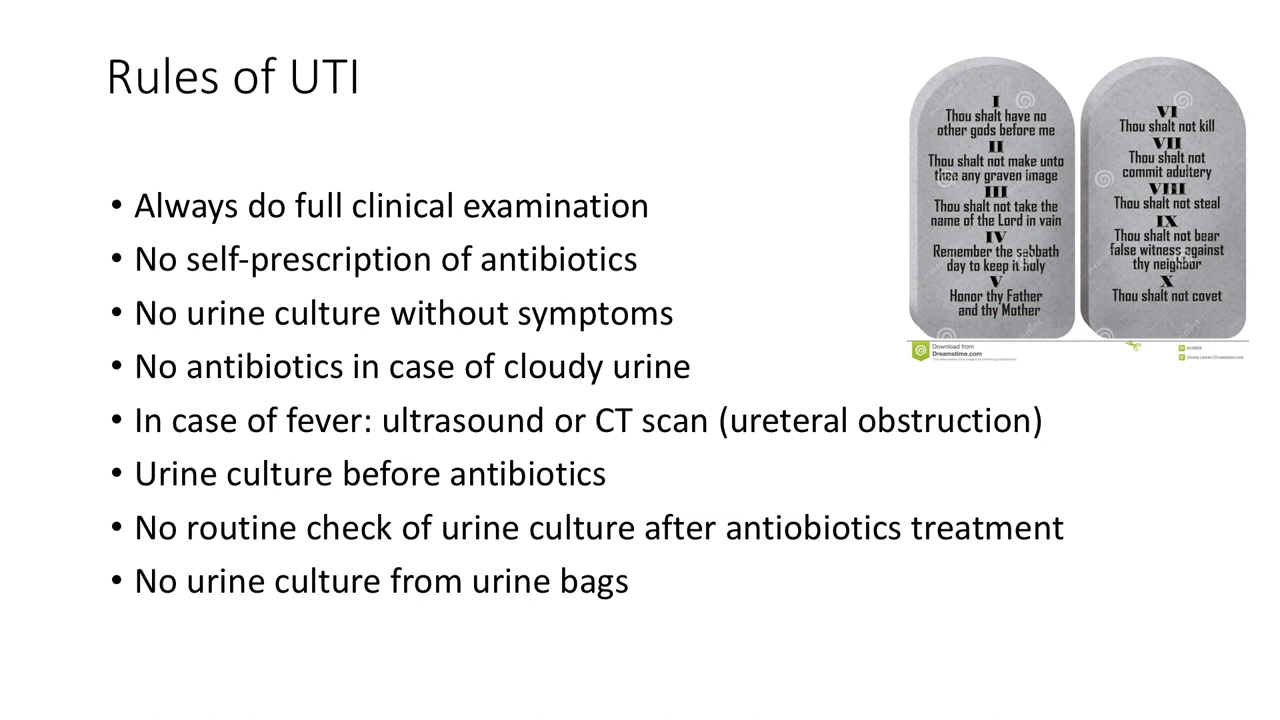 Rules of UTI
• Always do full clinical examination
• No self-prescription of antibiotics
• No urine culture without symptoms
• No antibiotics in case of cloudy urine
• In case of fever: ultrasound or CT scan (ureteral obstruction)
• Urine culture before antibiotics
• No routine check of urine culture after antiobiotics treatment
• No urine culture from urine bags
I
Thou shalt have no
other gods before me
II
Thou shalt not make unto
thee any graven image
III
Thou shalt not take the
name of the Lord in vain
IV
Remember the sabbath
day to keep it holy
V
Honor thy Father
and thy Mother
VI
Thou shalt not kill
VII
Thou shalt not
commit adultery
VIII
Thou shalt not steal
IX
Thou shalt not bear
false witness against
thy neighbor
X
Thou shalt not covet
Download from
Dreamstime.com